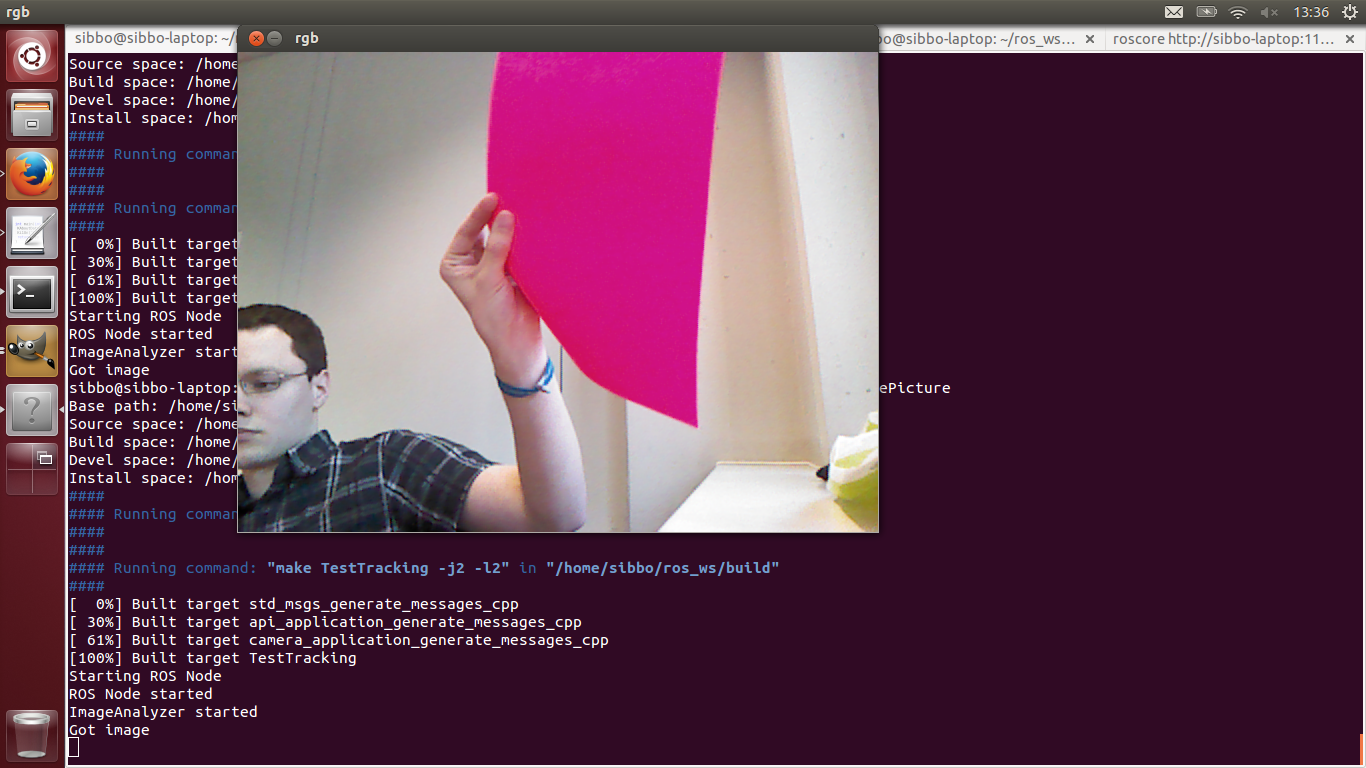 rgb
13:36
sibbo@sibbo-laptop: ~/
rgb
bo@sibbo-laptop: ~/ros_ws...
roscore http://sibbo-laptop:11...
Source space: /home
Build space: /home/
Devel space: /home/
Install space: /hom
####
#### Running comman
####
####
#### Running comman
####
[  0%] Built target
[ 30%] Built target
[ 61%] Built target
[100%] Built target
Starting ROS Node
ROS Node started
ImageAnalyzer start
Got image
sibbo@sibbo-laptop: ePicture
Base path: /home/si
Source space: /home
Build space: /home/
Devel space: /home/
Install space: /hom
####
#### Running comman
####
####
#### Running command: "make TestTracking -j2 -l2" in "/home/sibbo/ros_ws/build"
####
[  0%] Built target std_msgs_generate_messages_cpp
[ 30%] Built target api_application_generate_messages_cpp
[ 61%] Built target camera_application_generate_messages_cpp
[100%] Built target TestTracking
Starting ROS Node
ROS Node started
ImageAnalyzer started
Got image